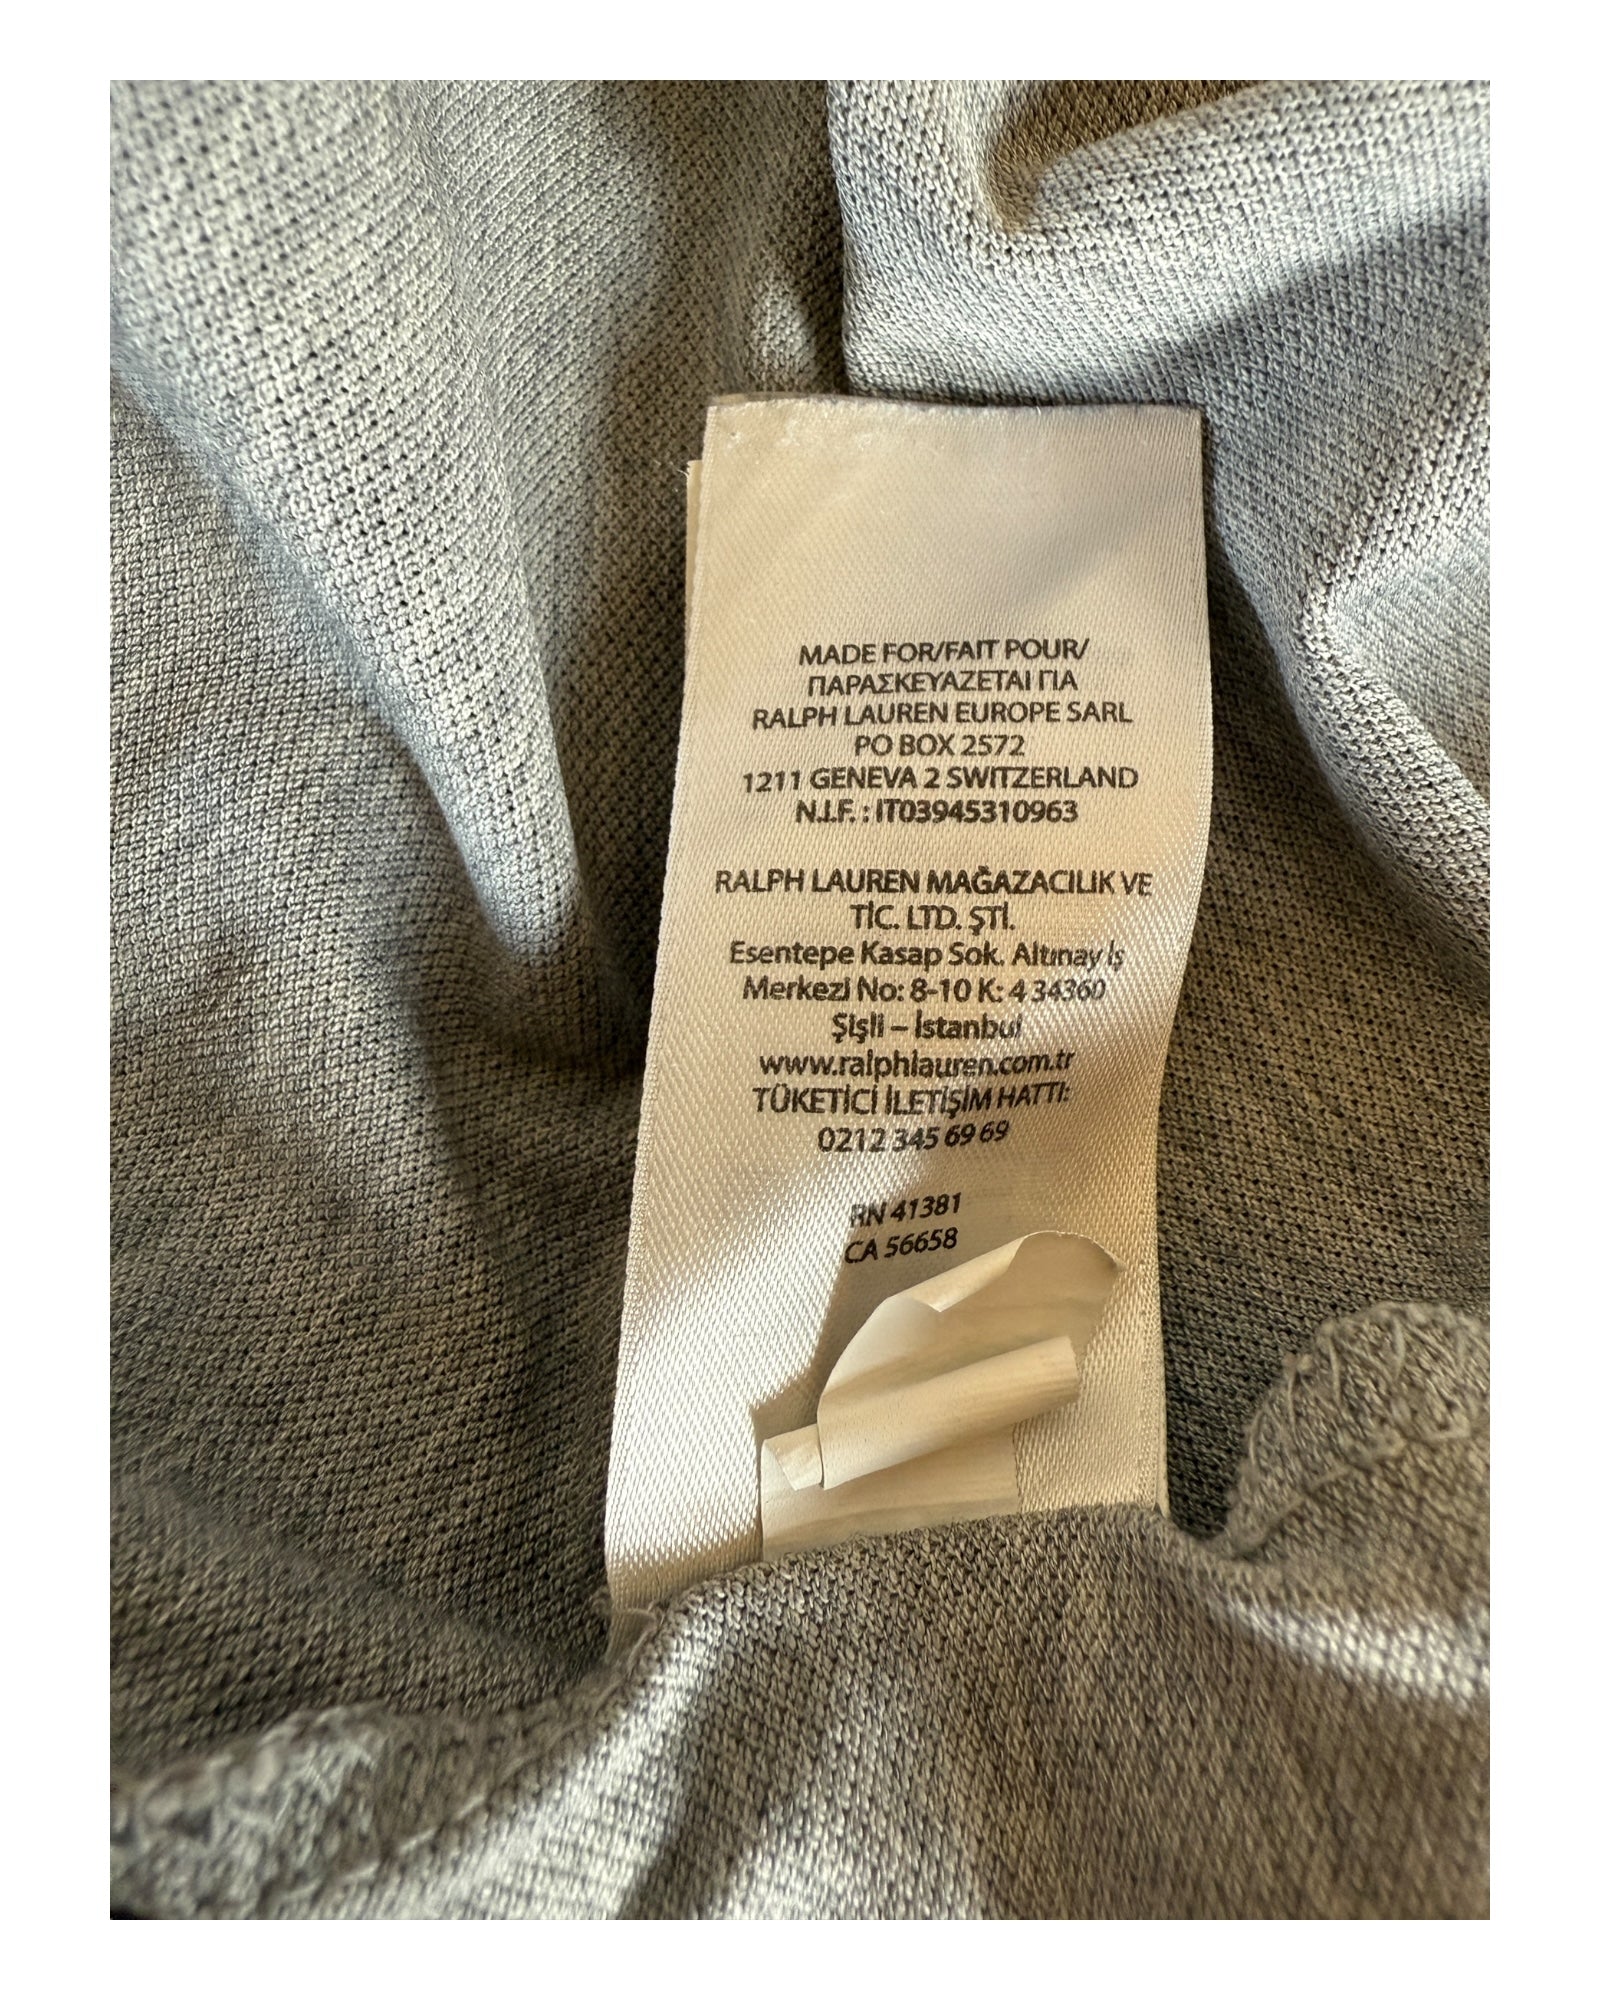 MADE FOR/FAIT POUR/
ΠΑΡΑΣΚΕΥΑΖΕΤΑΙ ΓΙΑ
RALPH LAUREN EUROPE SARL
PO BOX 2572
1211 GENEVA 2 SWITZERLAND
N.I.F. : IT03945310963
RALPH LAUREN MAĞAZACILIK VE
TİC. LTD. ŞTİ.
Esentepe Kasap Sok. Altınay İş
Merkezi No: 8-10 K: 4 34360
Şişli – İstanbul
www.ralphlauren.com.tr
TÜKETİCİ İLETİŞİM HATTI:
0212 345 69 69
RN 41381
CA 56658